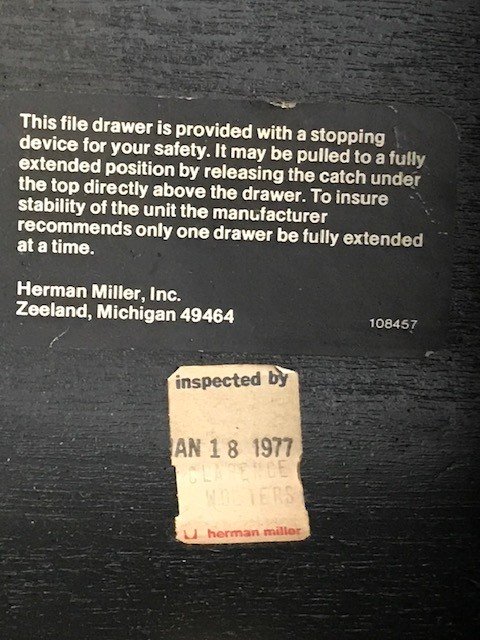 This file drawer is provided with a stopping
device for your safety. It may be pulled to a fully
extended position by releasing the catch under
the top directly above the drawer. To insure
stability of the unit the manufacturer
recommends only one drawer be fully extended
at a time.
Herman Miller, Inc.
Zeeland, Michigan 49464
108457
inspected by
JAN 18 1977
CLARENCE
herman miller